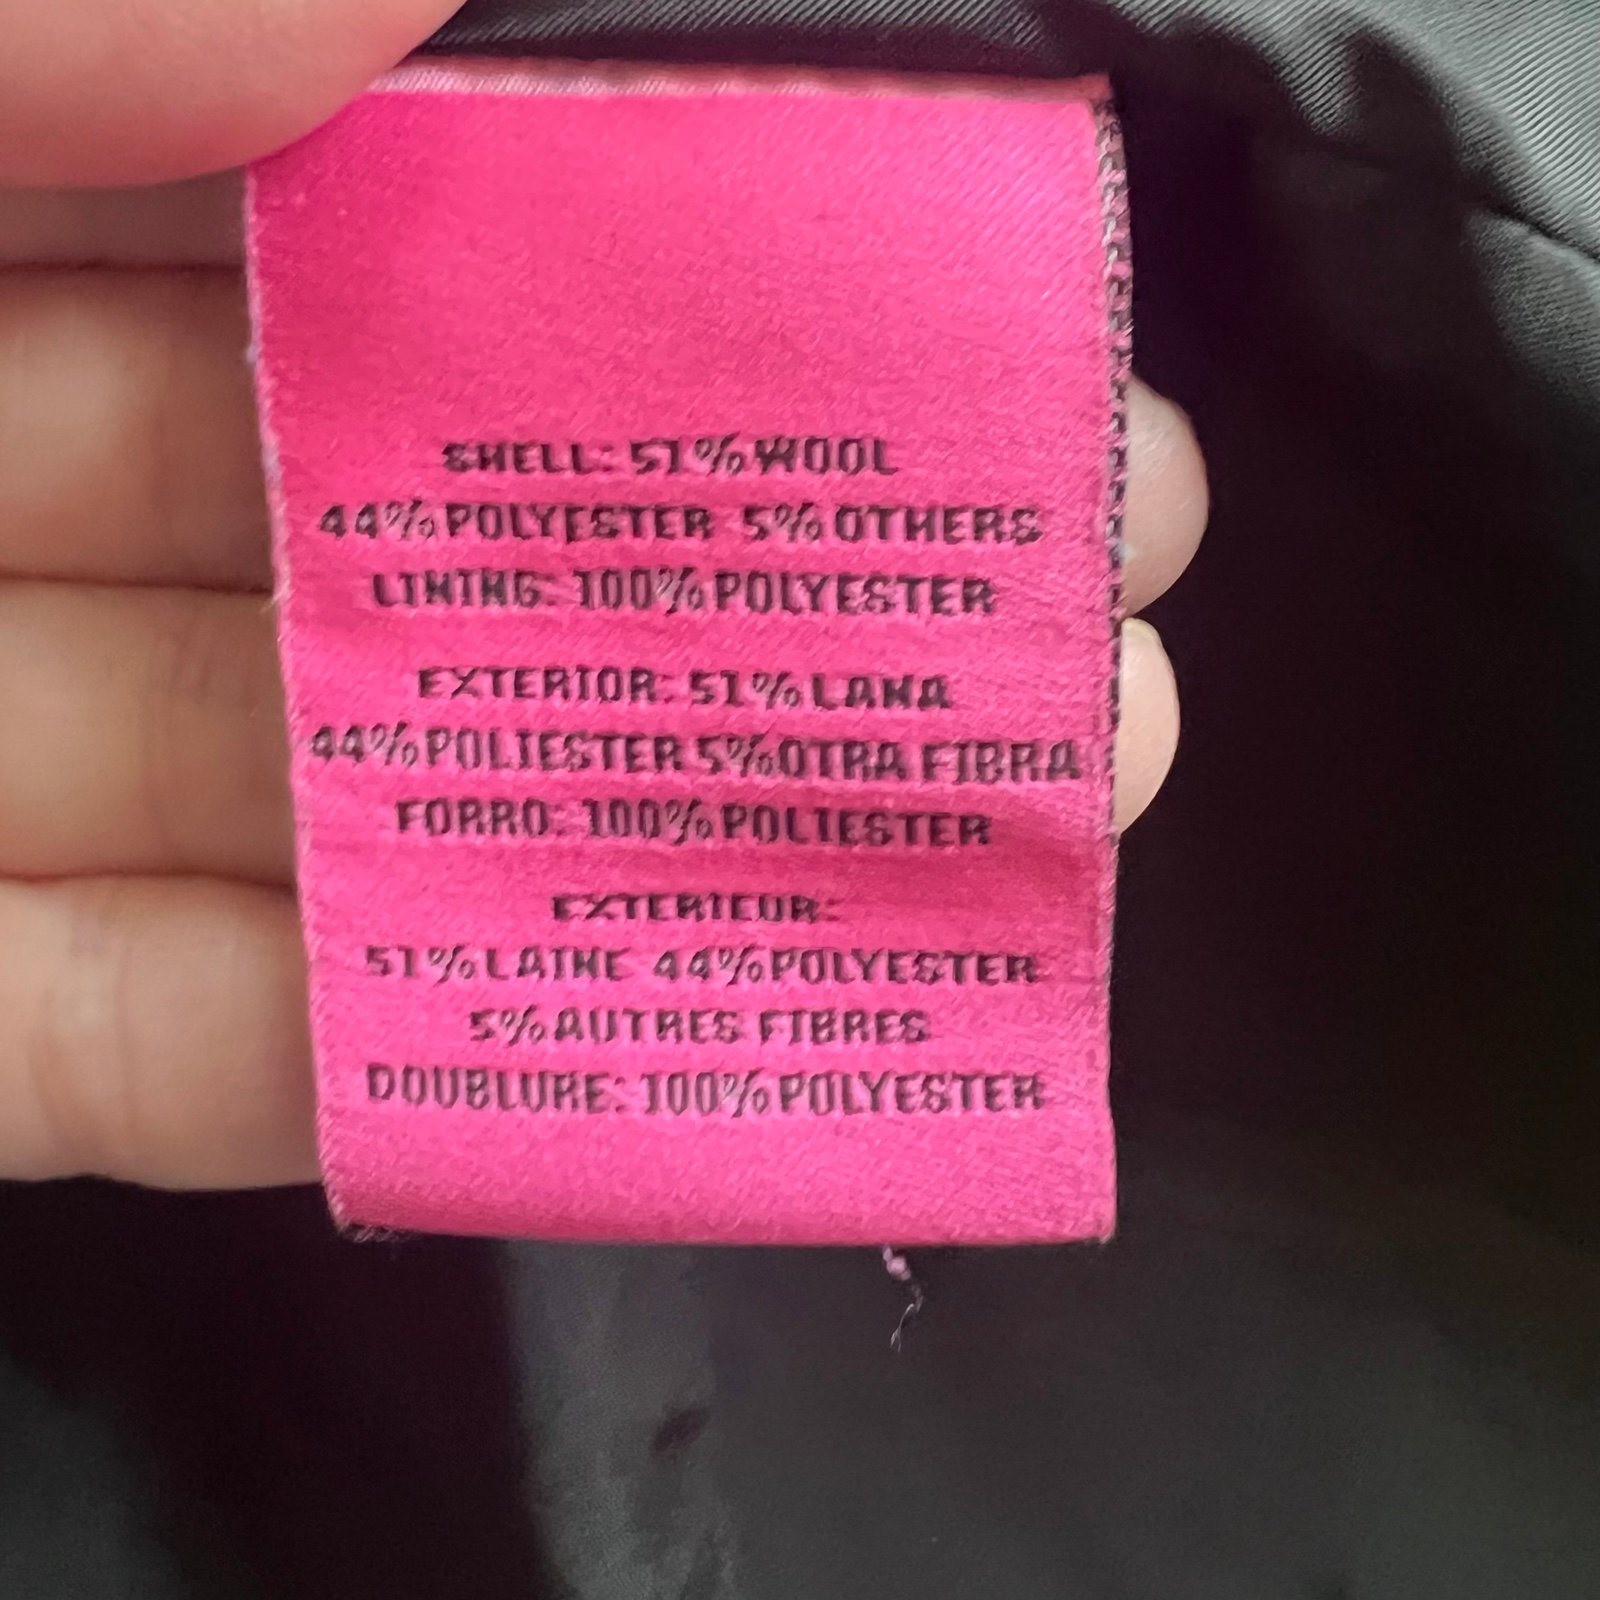 SHELL: 51% WOOL
44% POLYESTER 5% OTHERS
LINING: 100% POLYESTER
EXTERIOR: 51% LANA
44% POLIESTER 5% OTRA FIBRA
FORRO: 100% POLIESTER
EXTERIEUR:
51% LAINE 44% POLYESTER
5% AUTRES FIBRES
DOUBLURE: 100% POLYESTER